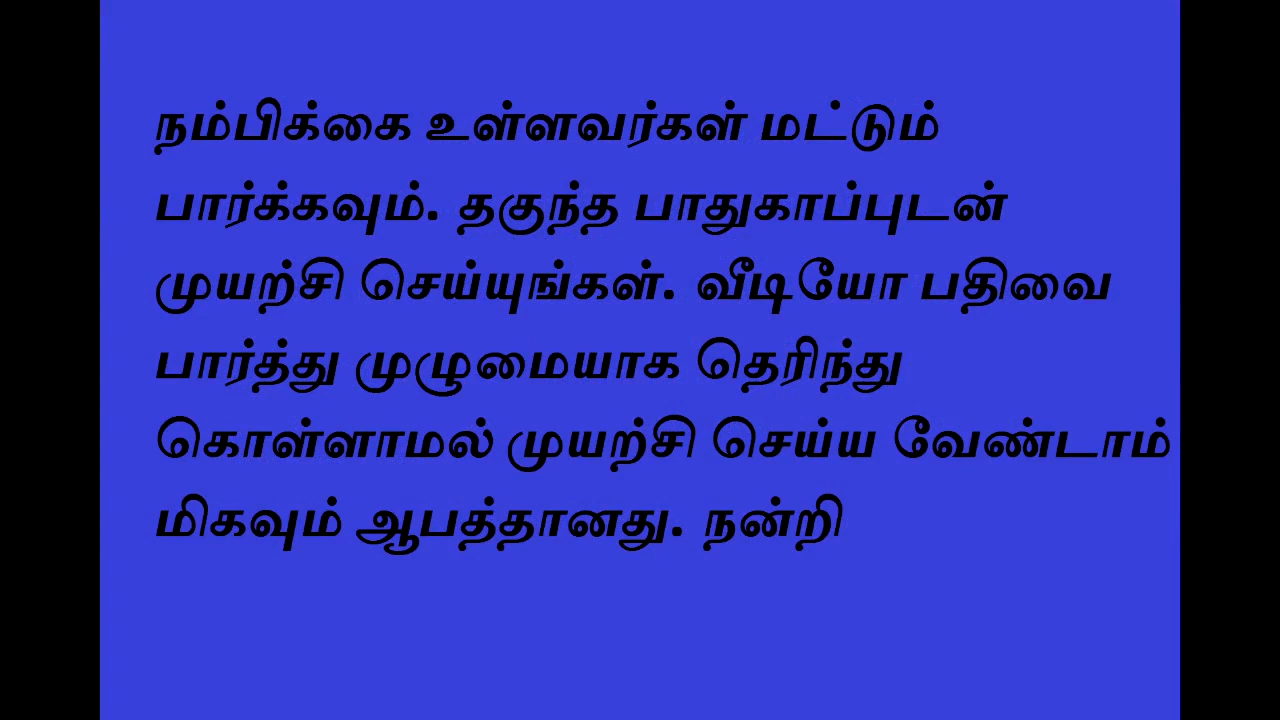 நம்பிக்கை உள்ளவர்கள் மட்டும்
பார்க்கவும். தகுந்த பாதுகாப்புடன்
முயற்சி செய்யுங்கள். வீடியோ பதிவை
பார்த்து முழுமையாக தெரிந்து
கொள்ளாமல் முயற்சி செய்ய வேண்டாம்
மிகவும் ஆபத்தானது. நன்றி